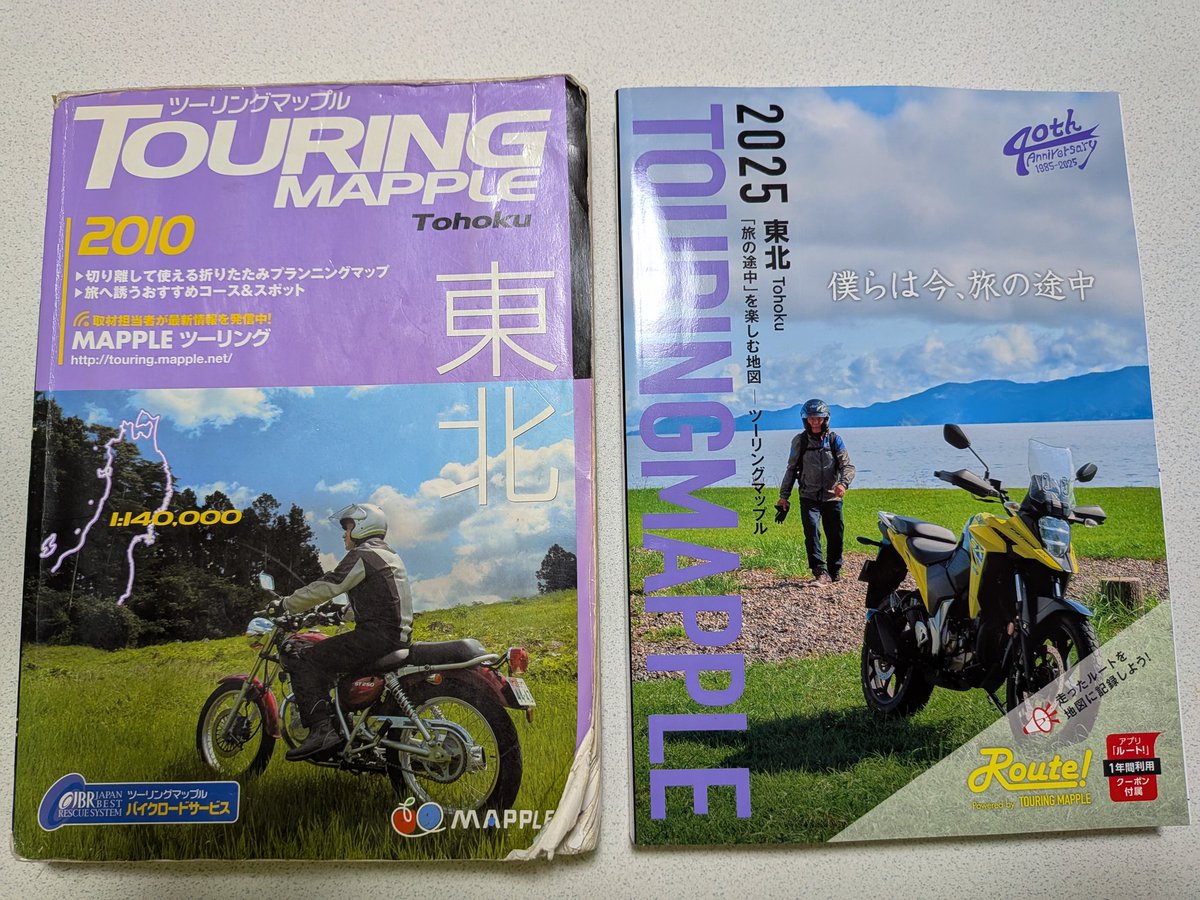 ツーリングマップル
TOURING
MAPPLE
Tohoku
2010
▶切り離して使える折りたたみプランニングマップ
▶旅へ誘うおすすめコース&スポット
取材担当者が最新情報を発信中!
MAPPLE ツーリング
http://touring.mapple.net/
東北
1:140,000
ST250
JBR JAPAN BEST RESCUE SYSTEM
ツーリングマップル
バイクロードサービス
MAPPLE
TOURING MAPPLE
2025 東北 Tohoku
「旅の途中」を楽しむ地図 ─ ツーリングマップル
40th
Anniversary
1985-2025
僕らは今、旅の途中
走ったルートを
地図に記録しよう!
Route!
Powered by TOURING MAPPLE
アプリ
「ルート!」
1年間利用
クーポン
付属